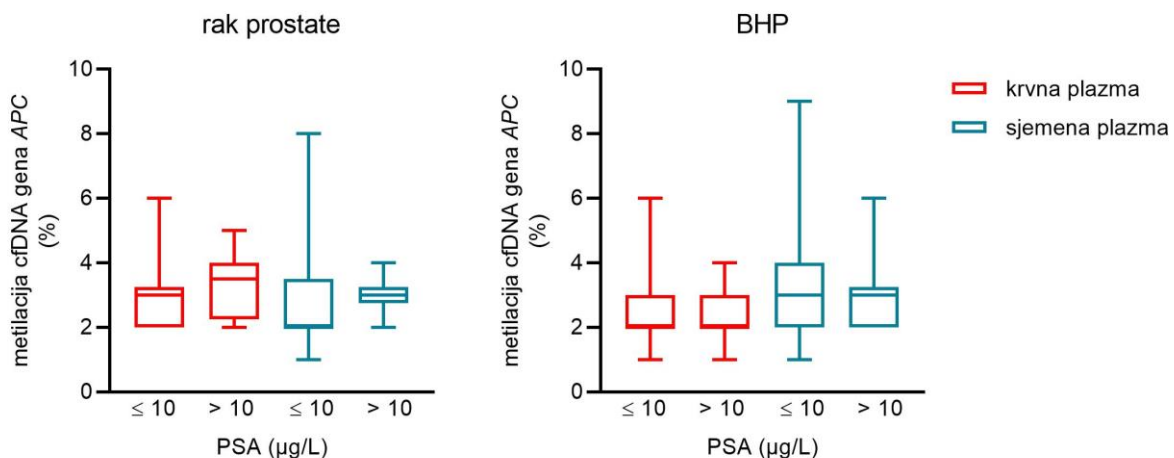 rak prostate
metilacija cfDNA gena APC
(%)
10
8
6
4
2
0
≤ 10 > 10 ≤ 10 > 10
PSA (µg/L)
BHP
metilacija cfDNA gena APC
(%)
10
8
6
4
2
0
≤ 10 > 10 ≤ 10 > 10
PSA (µg/L)
krvna plazma
sjemena plazma